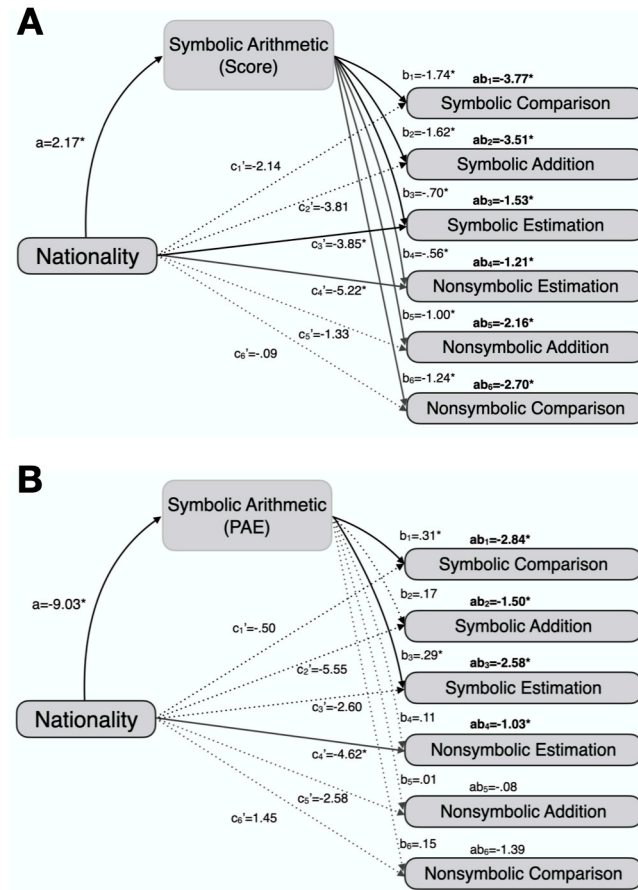 A
Symbolic Arithmetic
(Score)
a=2.17*
Nationality
b₁=-1.74*
ab₁=-3.77*
Symbolic Comparison
c₁'=-2.14
b₂=-1.62*
ab₂=-3.51*
Symbolic Addition
c₂'=-3.81
b₃=-.70*
ab₃=-1.53*
Symbolic Estimation
c₃'=-3.85*
b₄=-.56*
ab₄=-1.21*
Nonsymbolic Estimation
c₄'=-5.22*
b₅=-1.00*
ab₅=-2.16*
Nonsymbolic Addition
c₅'=-1.33
b₆=-1.24*
ab₆=-2.70*
Nonsymbolic Comparison
c₆'=-.09
B
Symbolic Arithmetic
(PAE)
a=-9.03*
Nationality
b₁=.31*
ab₁=-2.84*
Symbolic Comparison
c₁'=-.50
b₂=.17
ab₂=-1.50*
Symbolic Addition
c₂'=-5.55
b₃=.29*
ab₃=-2.58*
Symbolic Estimation
c₃'=-2.60
b₄=.11
ab₄=-1.03*
Nonsymbolic Estimation
c₄'=-4.62*
b₅=.01
ab₅=-.08
Nonsymbolic Addition
c₅'=-2.58
b₆=.15
ab₆=-1.39
Nonsymbolic Comparison
c₆'=1.45